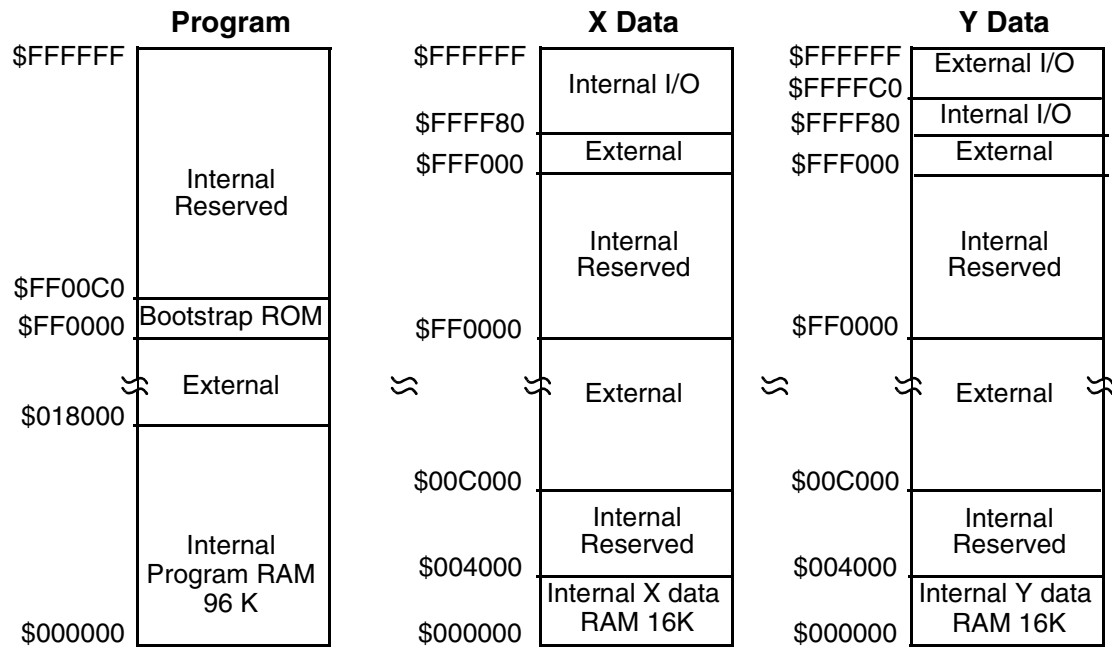 Program
$FFFFFF
Internal
Reserved
$FF00C0
Bootstrap ROM
$FF0000
External
$018000
Internal
Program RAM
96 K
$000000
X Data
$FFFFFF
Internal I/O
$FFFF80
External
$FFF000
Internal
Reserved
$FF0000
External
$00C000
Internal
Reserved
$004000
Internal X data
RAM 16K
$000000
Y Data
$FFFFFF
External I/O
$FFFFC0
Internal I/O
$FFFF80
External
$FFF000
Internal
Reserved
$FF0000
External
$00C000
Internal
Reserved
$004000
Internal Y data
RAM 16K
$000000